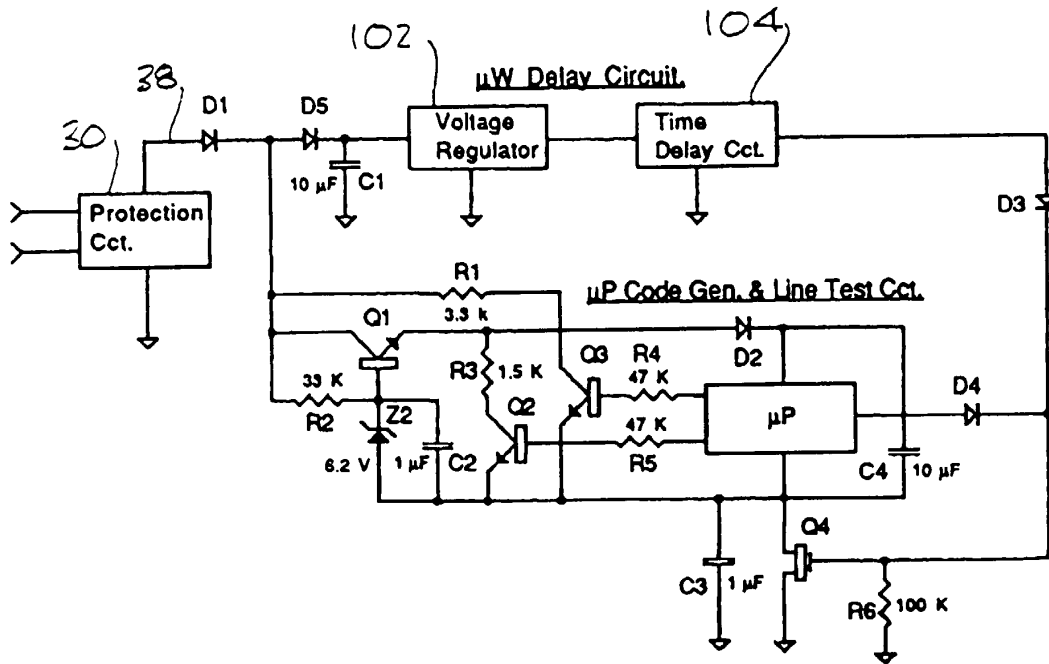 102
104
μW Delay Circuit.
38
D1
D5
Voltage
Regulator
Time
Delay Cct.
30
10 μF
C1
Protection
Cct.
D3
R1
3.3 k
μP Code Gen. & Line Test Cct.
Q1
D2
Q3
R4
47 K
R3
1.5 K
33 K
R2
Z2
Q2
47 K
R5
μP
D4
6.2 V
1 μF
C2
C4
10 μF
Q4
C3
1 μF
R6
100 K